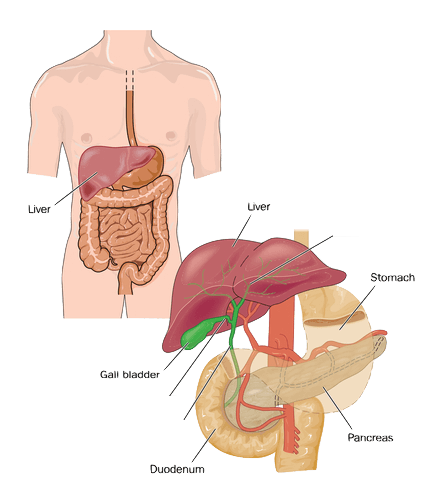 Liver
Liver
Stomach
Gall bladder
Pancreas
Duodenum